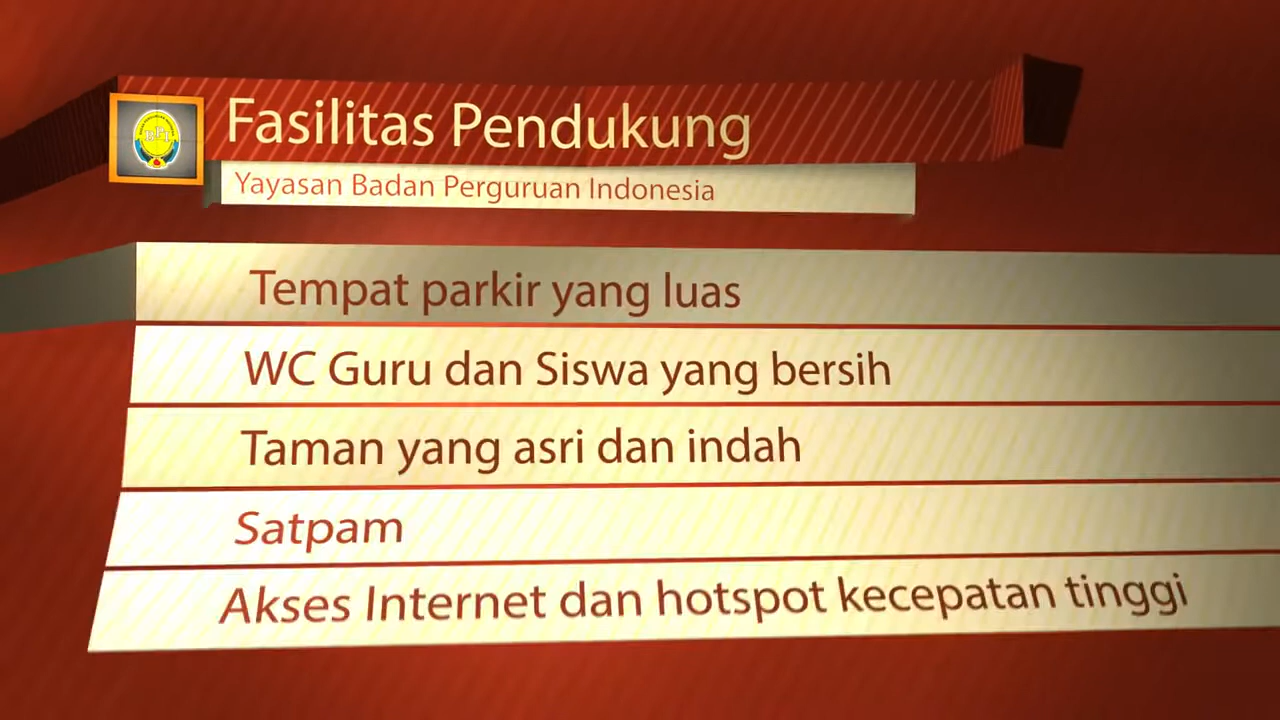 Fasilitas Pendukung
Yayasan Badan Perguruan Indonesia
Tempat parkir yang luas
WC Guru dan Siswa yang bersih
Taman yang asri dan indah
Satpam
Akses Internet dan hotspot kecepatan tinggi